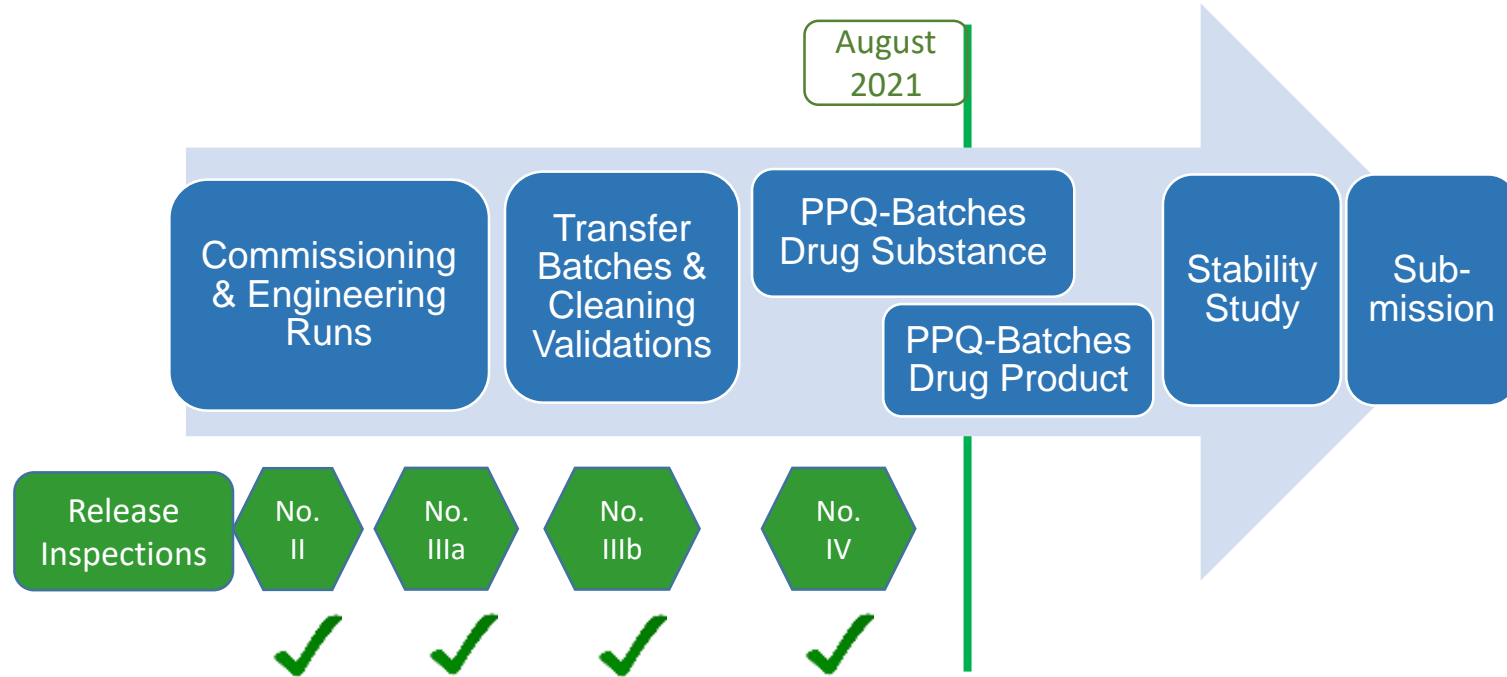 August
2021
Commissioning
& Engineering
Runs
Transfer
Batches &
Cleaning
Validations
PPQ-Batches
Drug Substance
PPQ-Batches
Drug Product
Stability
Study
Sub-
mission
Release
Inspections
No.
II
No.
IIIa
No.
IIIb
No.
IV